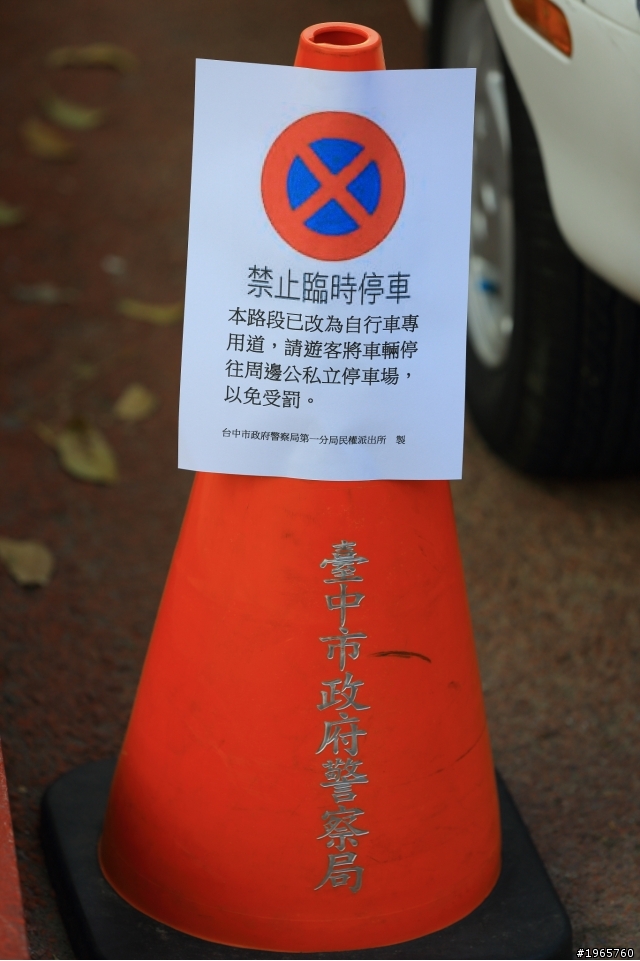 禁止臨時停車
本路段已改為自行車專
用道,請遊客將車輛停
往周邊公私立停車場,
以免受罰。
台中市政府警察局第一分局民權派出所 製
臺中市政府警察局
#1965760